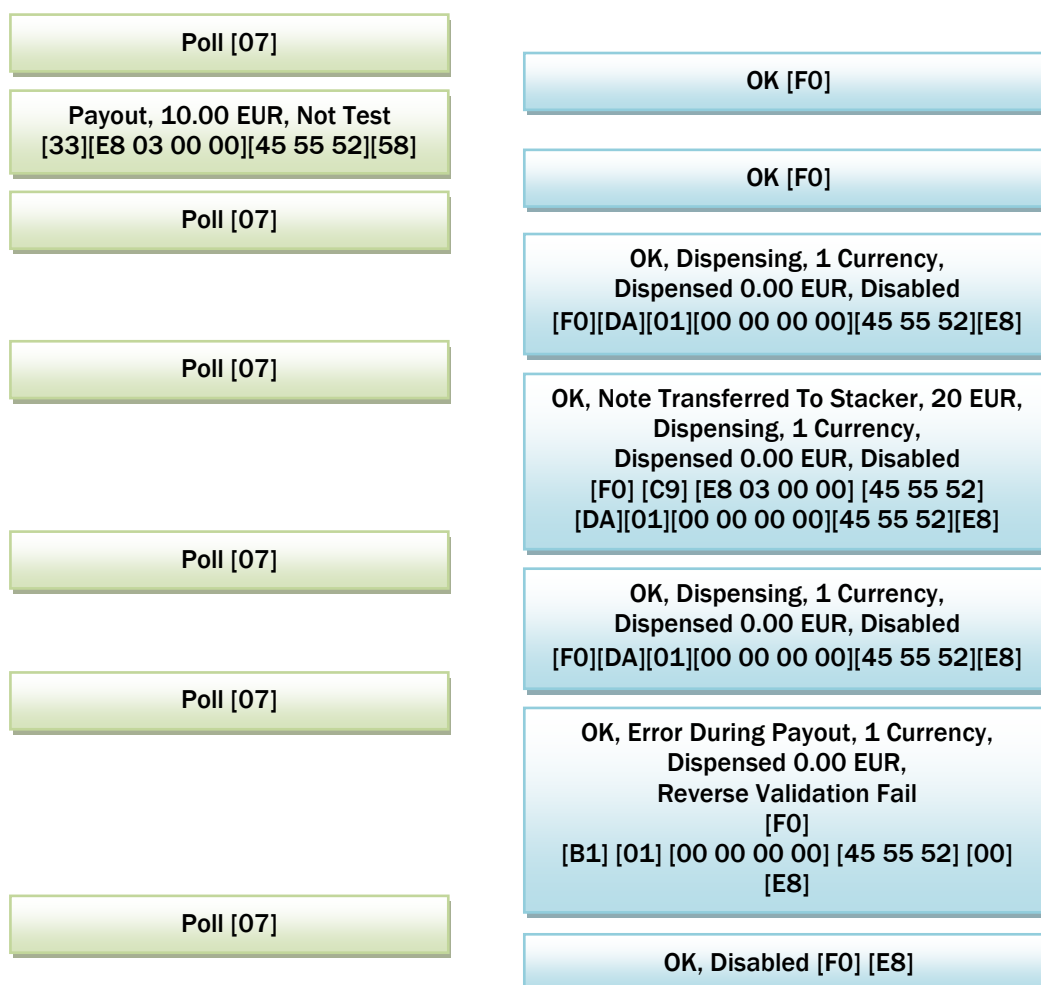 Poll [07]
OK [F0]
Payout, 10.00 EUR, Not Test
[33][E8 03 00 00][45 55 52][58]
OK [F0]
Poll [07]
OK, Dispensing, 1 Currency,
Dispensed 0.00 EUR, Disabled
[F0][DA][01][00 00 00 00][45 55 52][E8]
Poll [07]
OK, Note Transferred To Stacker, 20 EUR,
Dispensing, 1 Currency,
Dispensed 0.00 EUR, Disabled
[F0] [C9] [E8 03 00 00] [45 55 52]
[DA][01][00 00 00 00][45 55 52][E8]
Poll [07]
OK, Dispensing, 1 Currency,
Dispensed 0.00 EUR, Disabled
[F0][DA][01][00 00 00 00][45 55 52][E8]
Poll [07]
OK, Error During Payout, 1 Currency,
Dispensed 0.00 EUR,
Reverse Validation Fail
[F0]
[B1] [01] [00 00 00 00] [45 55 52] [00]
[E8]
Poll [07]
OK, Disabled [F0] [E8]